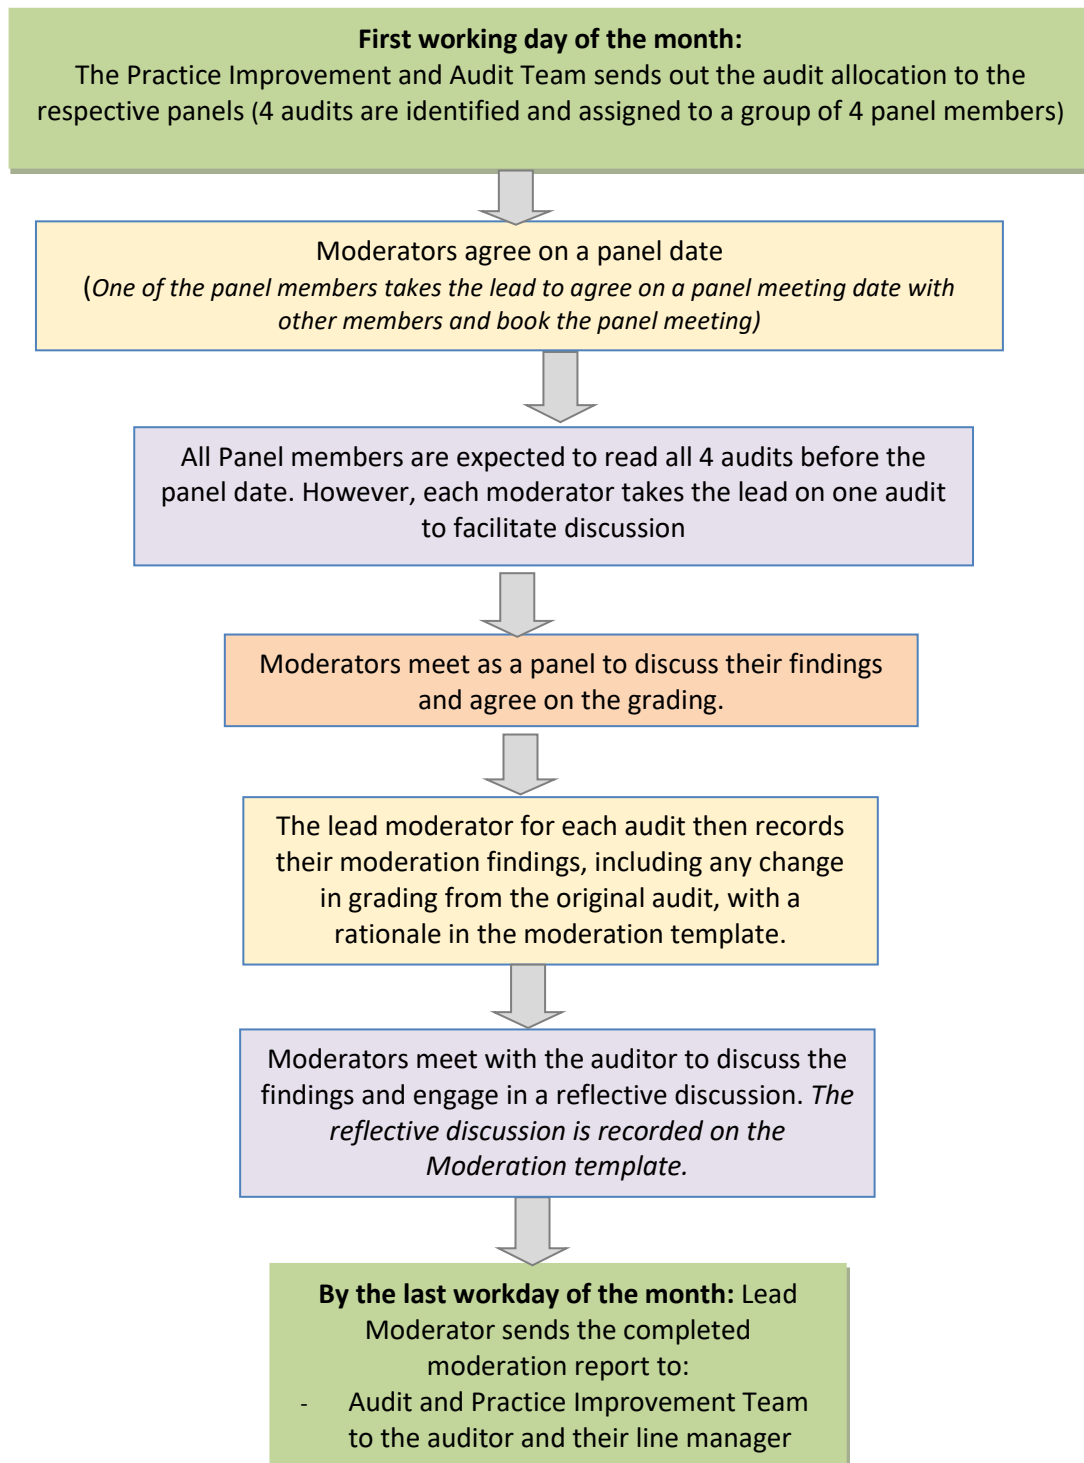 First working day of the month:
The Practice Improvement and Audit Team sends out the audit allocation to the
respective panels (4 audits are identified and assigned to a group of 4 panel members)
Moderators agree on a panel date
(One of the panel members takes the lead to agree on a panel meeting date with
other members and book the panel meeting)
All Panel members are expected to read all 4 audits before the
panel date. However, each moderator takes the lead on one audit
to facilitate discussion
Moderators meet as a panel to discuss their findings
and agree on the grading.
The lead moderator for each audit then records
their moderation findings, including any change
in grading from the original audit, with a
rationale in the moderation template.
Moderators meet with the auditor to discuss the
findings and engage in a reflective discussion. The
reflective discussion is recorded on the
Moderation template.
By the last workday of the month: Lead
Moderator sends the completed
moderation report to:
- Audit and Practice Improvement Team
to the auditor and their line manager